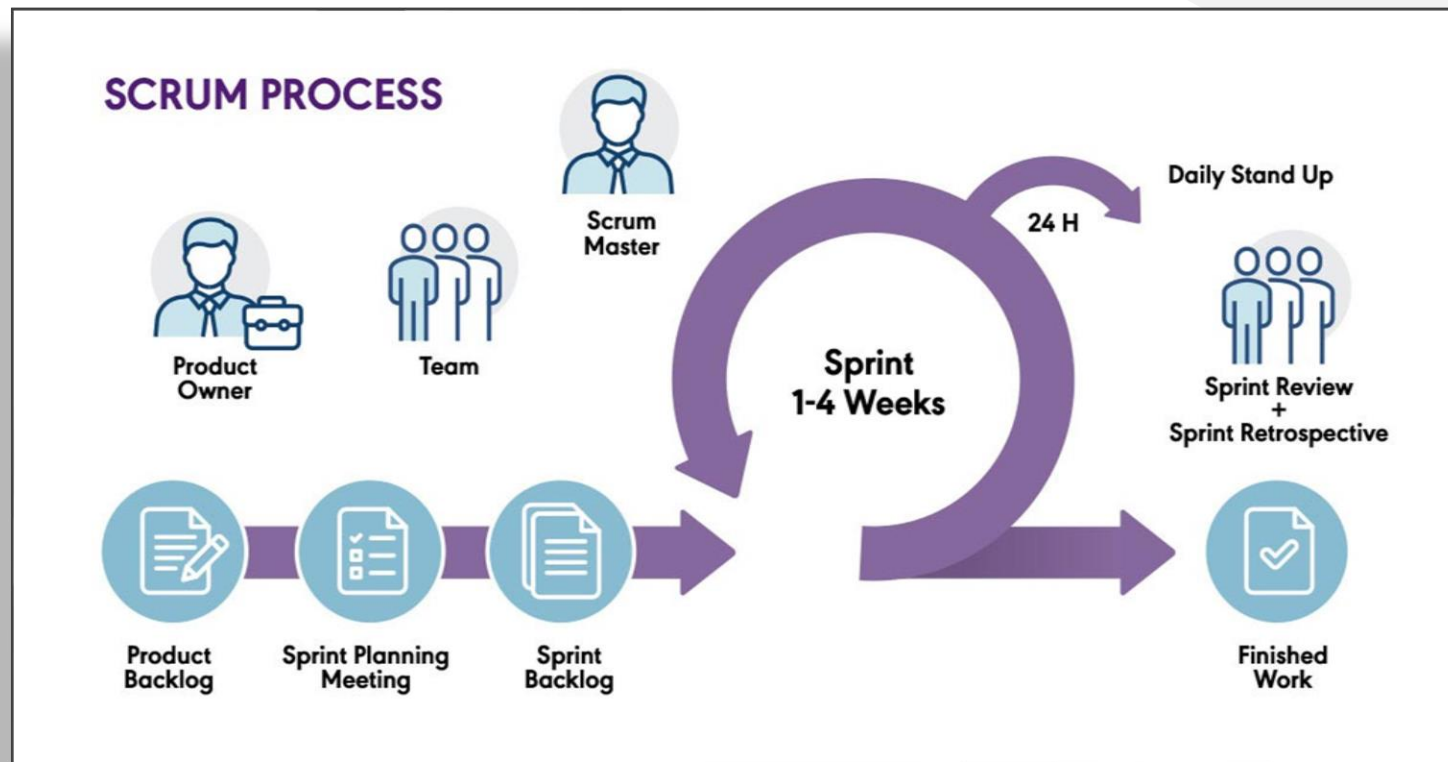 SCRUM PROCESS
Scrum
Master
Product
Owner
Team
Daily Stand Up
24 H
Sprint
1-4 Weeks
Sprint Review
+
Sprint Retrospective
Product
Backlog
Sprint Planning
Meeting
Sprint
Backlog
Finished
Work